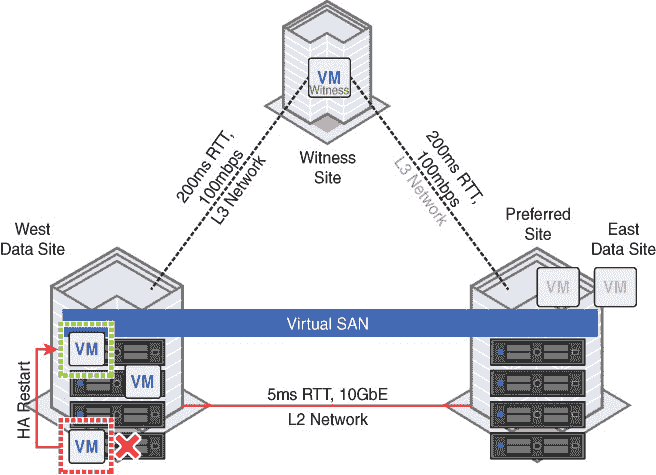 VM
Witness
Witness
Site
200ms RTT,
100mbps
L3 Network
200ms RTT,
100mbps
L3 Network
West
Data Site
Preferred
Site
East
Data Site
VM
VM
Virtual SAN
VM
VM
HA Restart
VM
5ms RTT, 10GbE
L2 Network